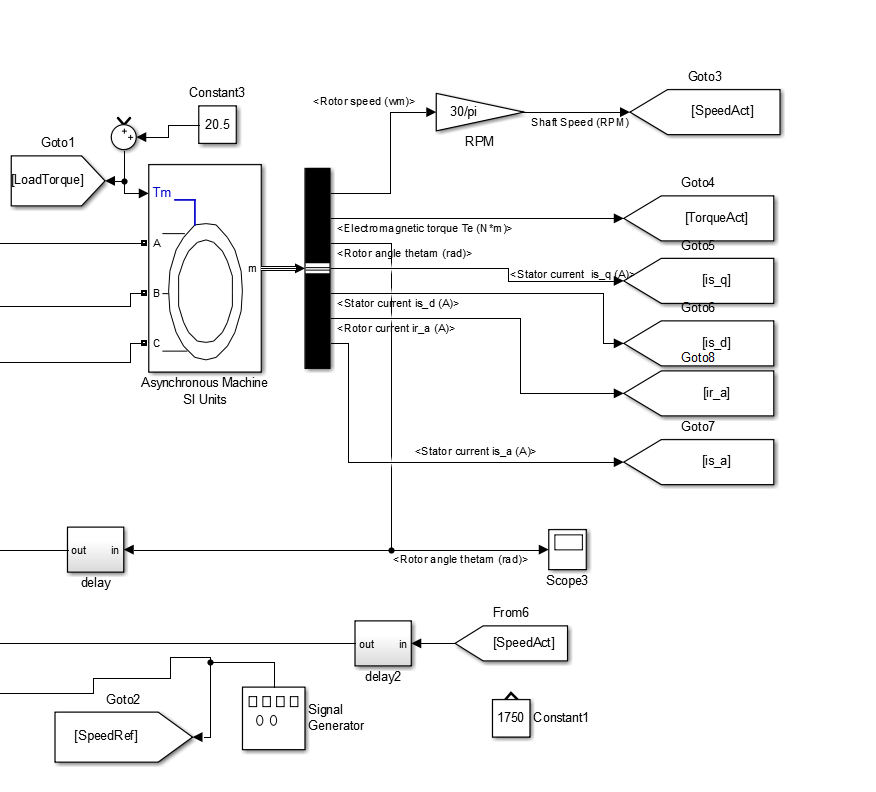 Goto3
Constant3
<Rotor speed (wm)>
20.5
30/pi
[SpeedAct]
Shaft Speed (RPM)
RPM
+
+
Goto1
[LoadTorque]
Tm
A
B
C
m
Asynchronous Machine
SI Units
Goto4
[TorqueAct]
<Electromagnetic torque Te (N*m)>
Goto5
<Rotor angle thetam (rad)>
<Stator current is_q (A)>
[is_q]
<Stator current is_d (A)>
Goto6
<Rotor current ir_a (A)>
[is_d]
Goto8
[ir_a]
Goto7
<Stator current is_a (A)>
[is_a]
out
in
delay
<Rotor angle thetam (rad)>
Scope3
From6
out
in
[SpeedAct]
delay2
Goto2
[SpeedRef]
Signal
Generator
1750
Constant1